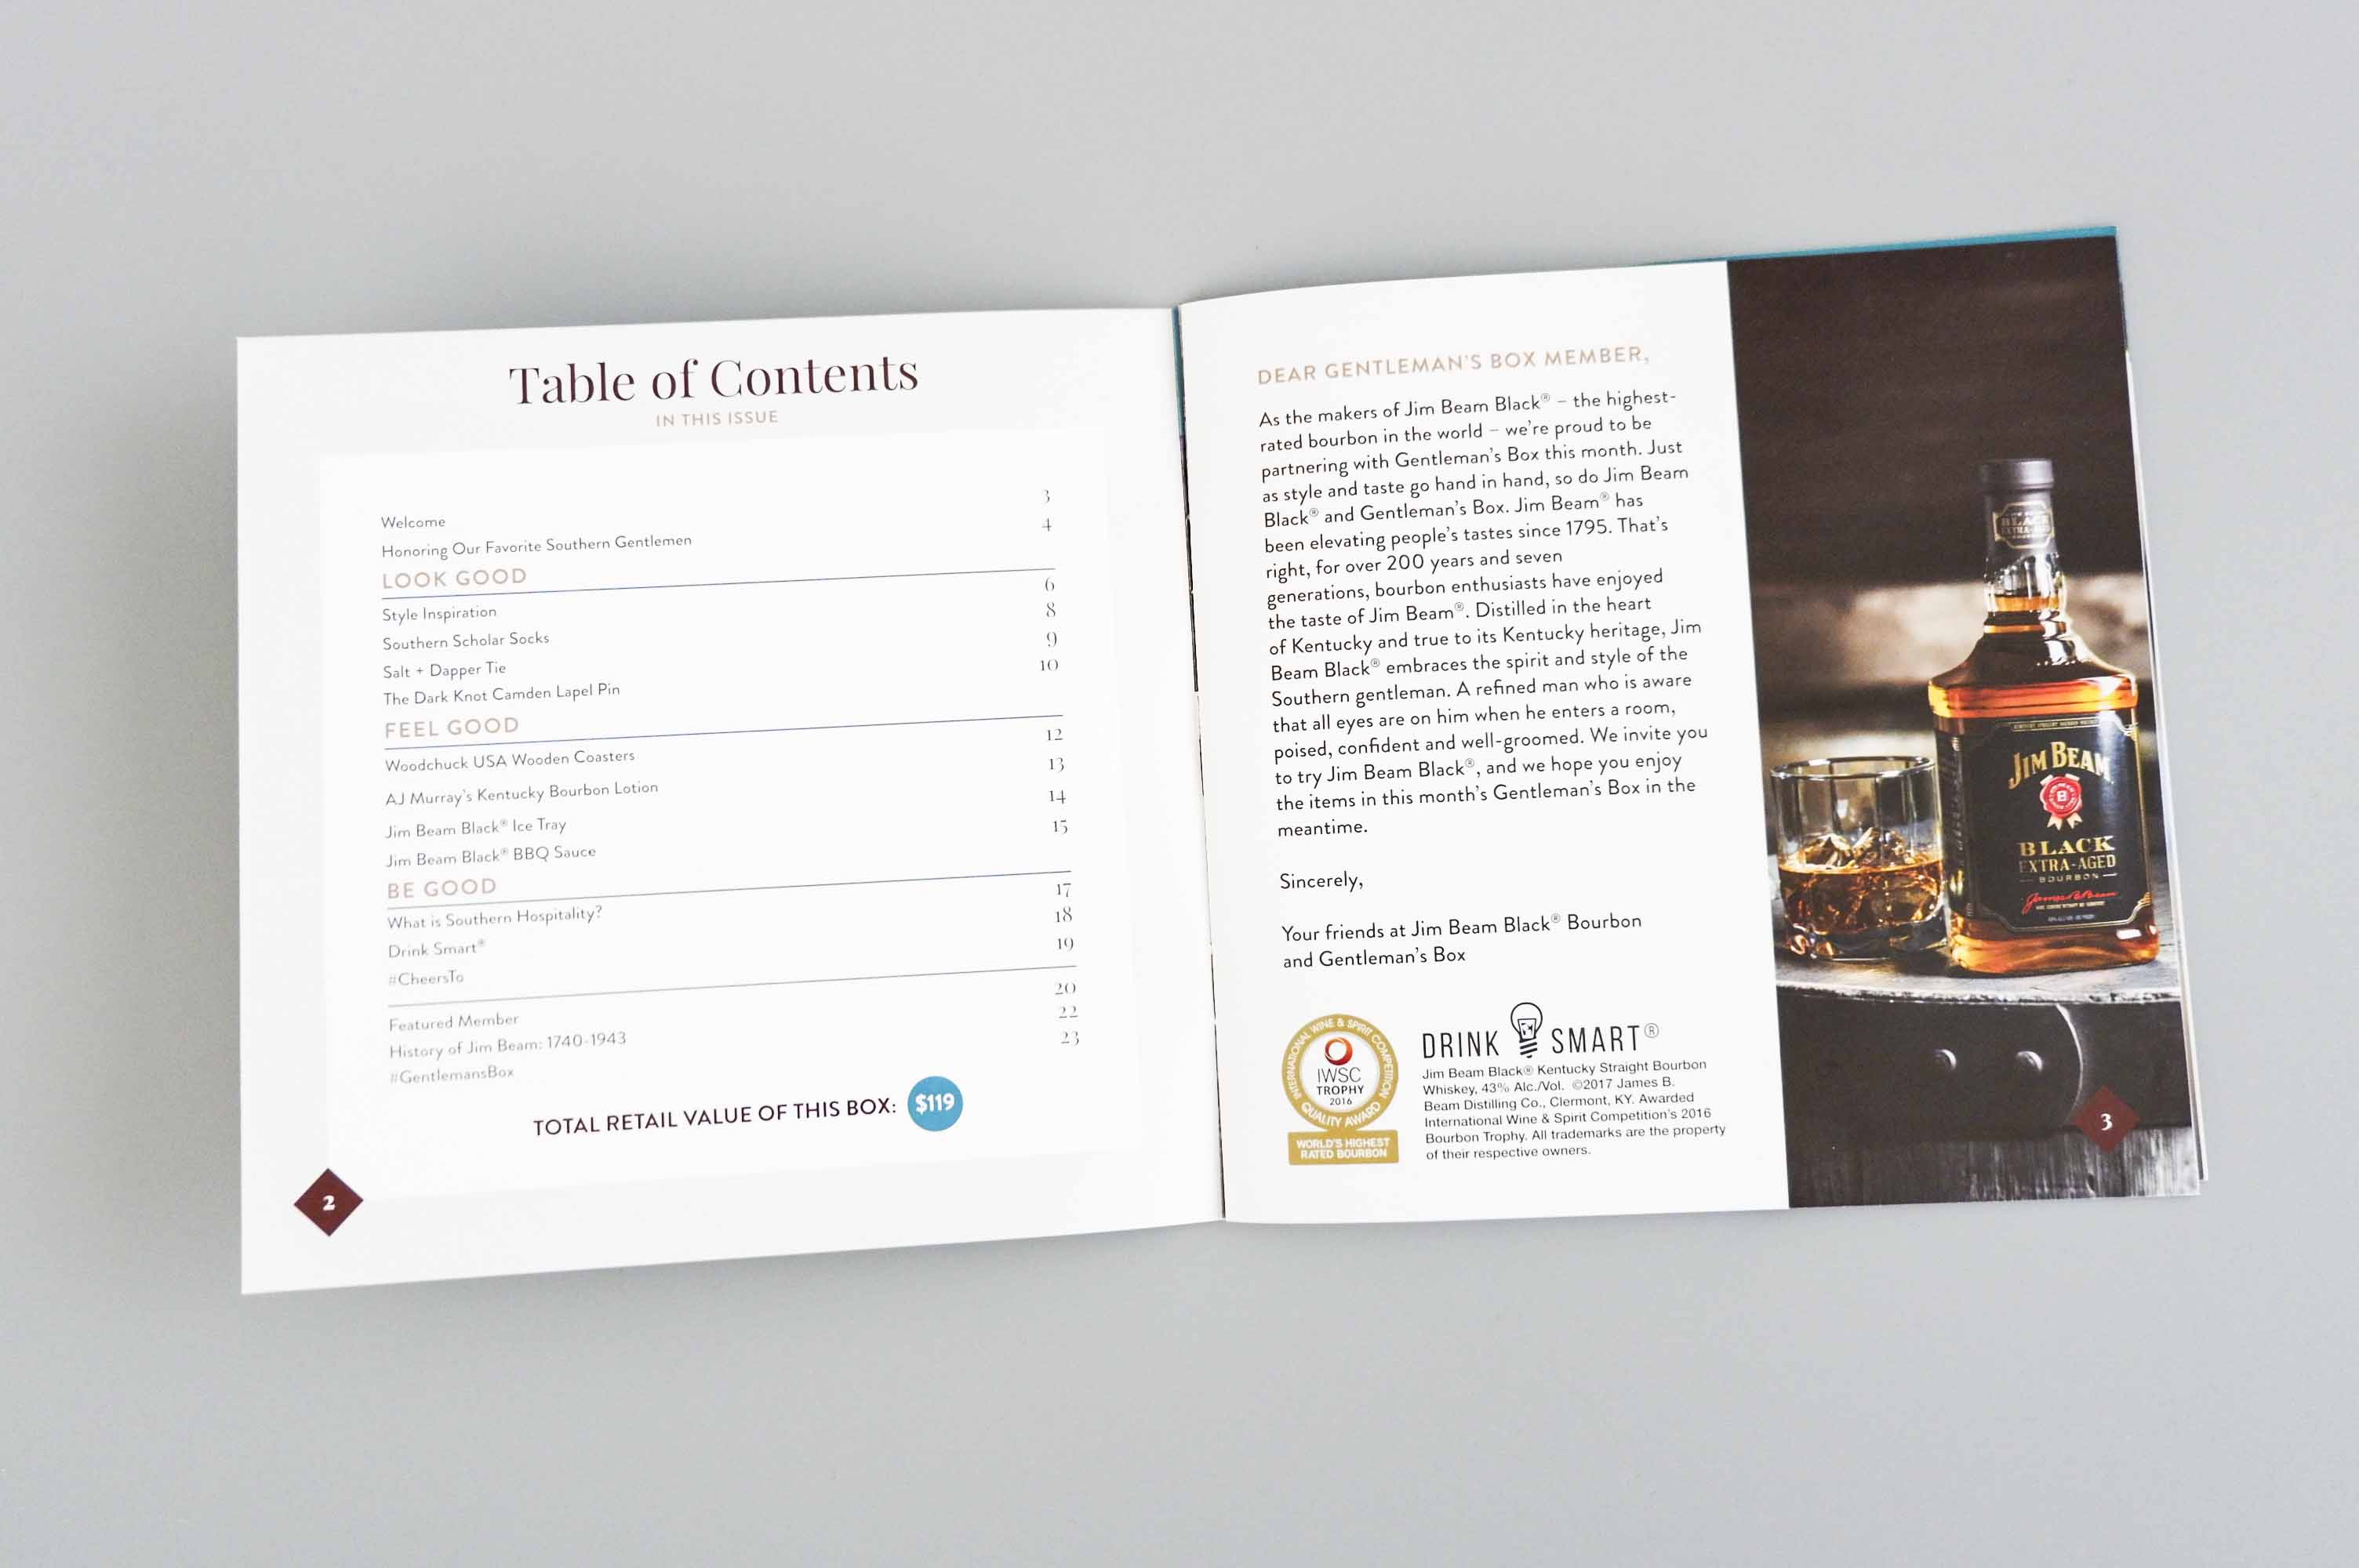 Table of Contents
IN THIS ISSUE
Welcome 3
Honoring Our Favorite Southern Gentlemen 4
LOOK GOOD
Style Inspiration 6
Southern Scholar Socks 8
Salt + Dapper Tie 9
The Dark Knot Camden Lapel Pin 10
FEEL GOOD
Woodchuck USA Wooden Coasters 12
AJ Murray's Kentucky Bourbon Lotion 13
Jim Beam Black® Ice Tray 14
Jim Beam Black® BBQ Sauce 15
BE GOOD
What is Southern Hospitality? 17
Drink Smart® 18
#CheersTo 19
Featured Member 20
History of Jim Beam: 1740-1943 22
#GentlemansBox 23
TOTAL RETAIL VALUE OF THIS BOX: $119
2
DEAR GENTLEMAN'S BOX MEMBER,
As the makers of Jim Beam Black® – the highest-
rated bourbon in the world – we're proud to be
partnering with Gentleman's Box this month. Just
as style and taste go hand in hand, so do Jim Beam
Black® and Gentleman's Box. Jim Beam® has
been elevating people's tastes since 1795. That's
right, for over 200 years and seven
generations, bourbon enthusiasts have enjoyed
the taste of Jim Beam®. Distilled in the heart
of Kentucky and true to its Kentucky heritage, Jim
Beam Black® embraces the spirit and style of the
Southern gentleman. A refined man who is aware
that all eyes are on him when he enters a room,
poised, confident and well-groomed. We invite you
to try Jim Beam Black®, and we hope you enjoy
the items in this month's Gentleman's Box in the
meantime.
Sincerely,
Your friends at Jim Beam Black® Bourbon
and Gentleman's Box
INTERNATIONAL WINE & SPIRIT COMPETITION
IWSC
TROPHY
2016
QUALITY AWARD
WORLD'S HIGHEST
RATED BOURBON
DRINK SMART®
Jim Beam Black® Kentucky Straight Bourbon
Whiskey, 43% Alc./Vol. ©2017 James B.
Beam Distilling Co., Clermont, KY. Awarded
International Wine & Spirit Competition's 2016
Bourbon Trophy. All trademarks are the property
of their respective owners.
BLACK
JIM BEAM
B
BLACK
EXTRA-AGED
BOURBON
3